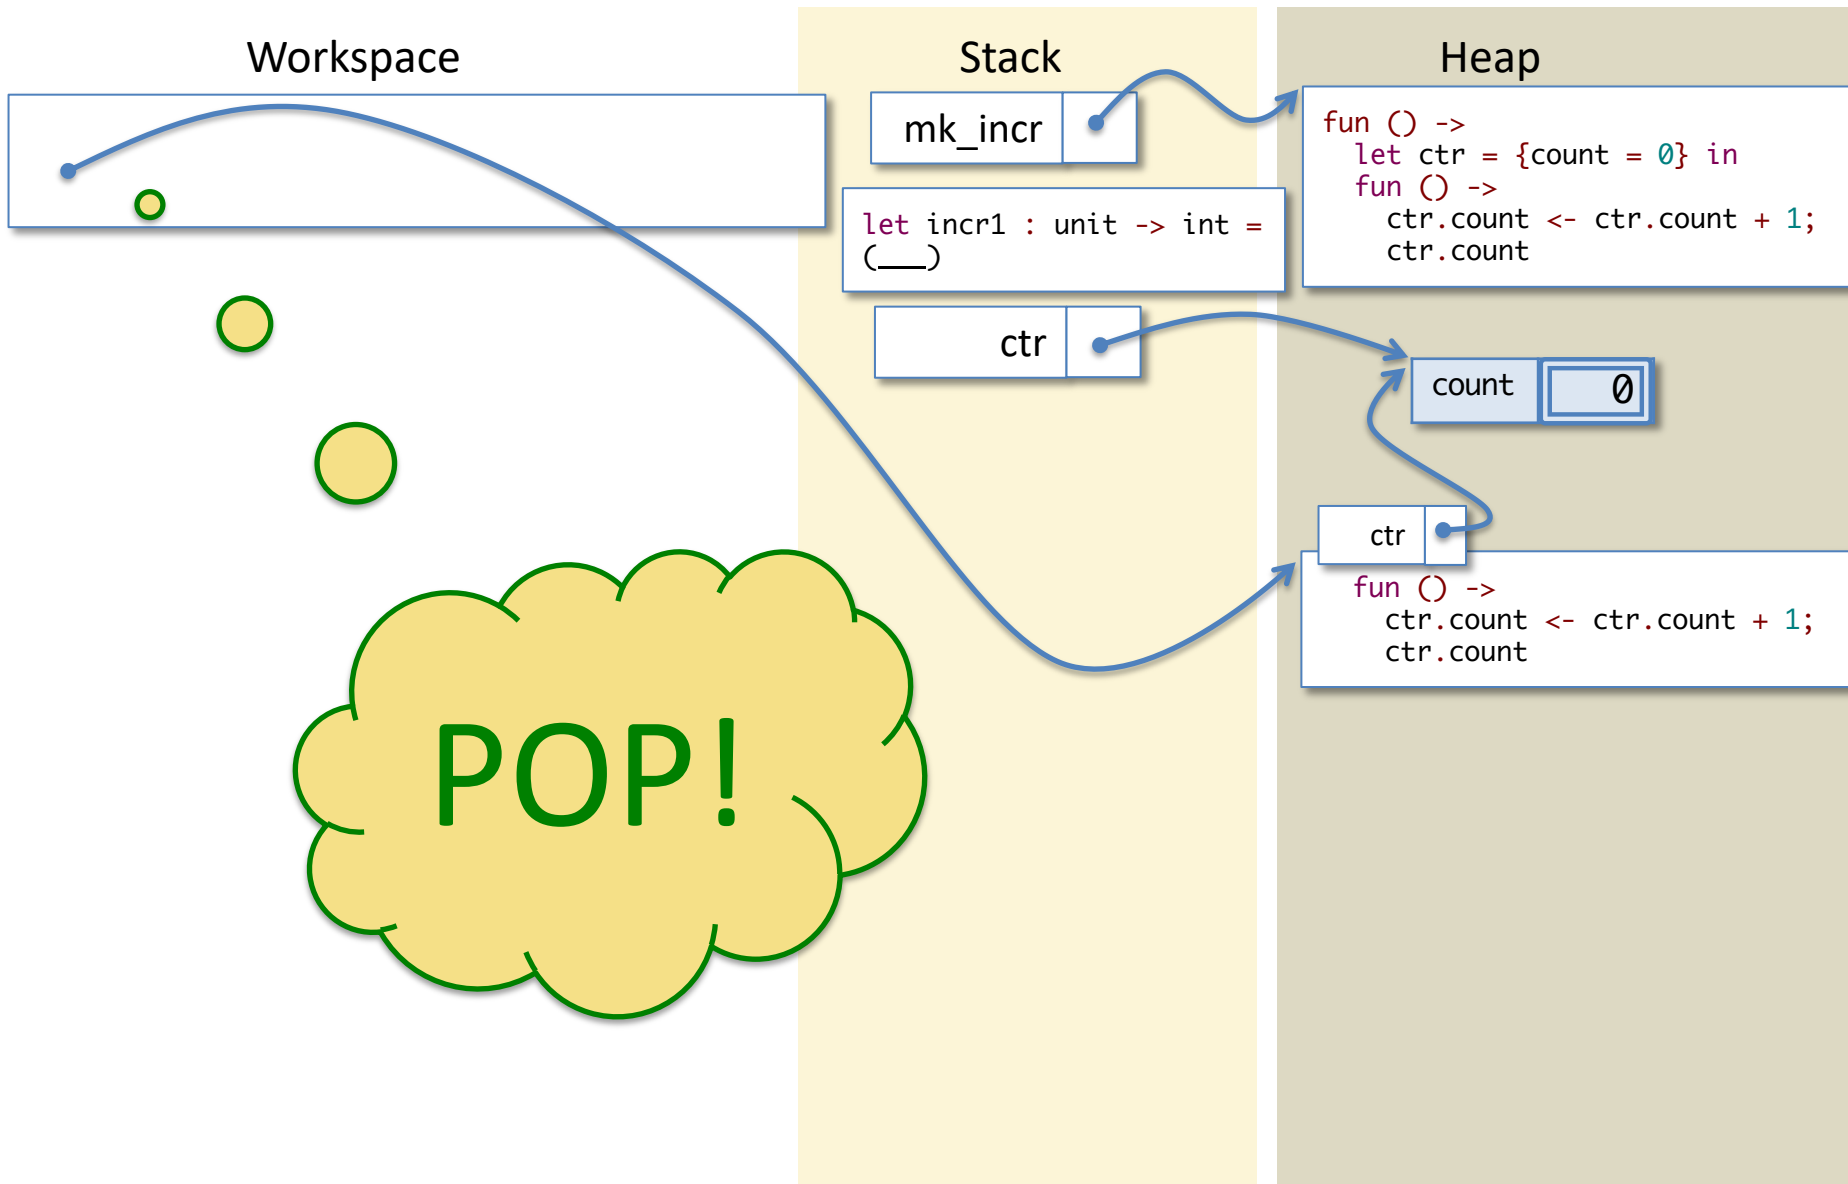 Workspace
Stack
Heap
mk_incr
let incr1 : unit -> int =
(___)
ctr
fun () ->
  let ctr = {count = 0} in
  fun () ->
    ctr.count <- ctr.count + 1;
    ctr.count
count 0
ctr
fun () ->
  ctr.count <- ctr.count + 1;
  ctr.count
POP!